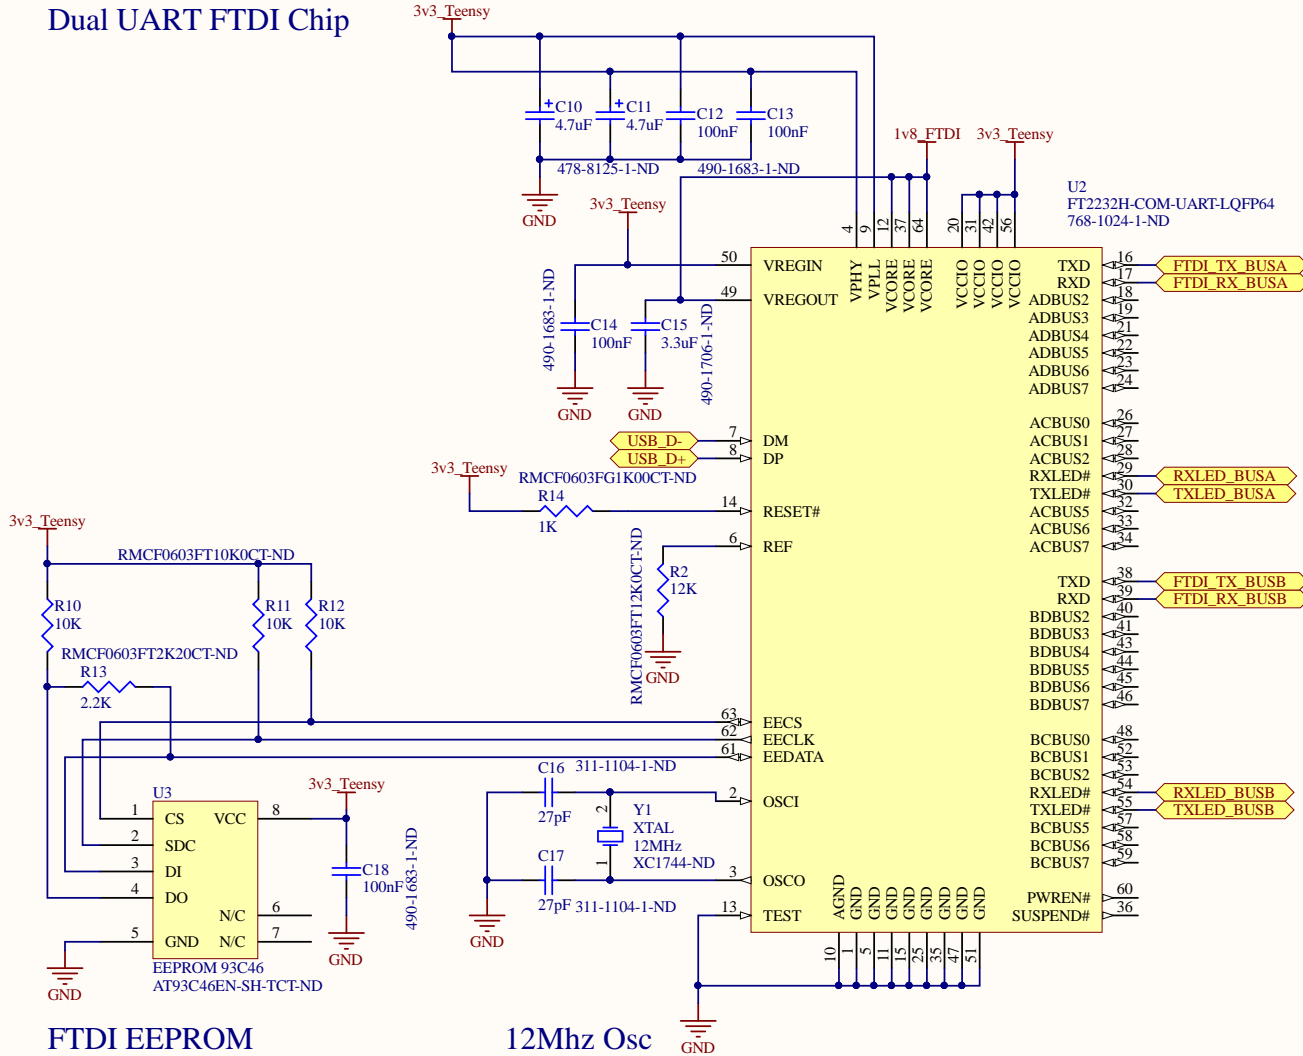 Dual UART FTDI Chip
3v3_Teensy
C10
4.7uF
C11
4.7uF
C12
100nF
C13
100nF
478-8125-1-ND
490-1683-1-ND
GND
1v8_FTDI
3v3_Teensy
U2
FT2232H-COM-UART-LQFP64
768-1024-1-ND
3v3_Teensy
4
9
12
37
64
20
31
42
56
VPHY
VPLL
VCORE
VCORE
VCORE
VCCIO
VCCIO
VCCIO
VCCIO
50
VREGIN
49
VREGOUT
490-1683-1-ND
C14
100nF
C15
3.3uF
490-1706-1-ND
GND
GND
USB_D-
7
DM
USB_D+
8
DP
3v3_Teensy
RMCF0603FG1K00CT-ND
R14
1K
14
RESET#
6
REF
RMCF0603FT12K0CT-ND
R2
12K
GND
TXD
16
FTDI_TX_BUSA
RXD
17
FTDI_RX_BUSA
ADBUS2
18
ADBUS3
19
ADBUS4
21
ADBUS5
22
ADBUS6
23
ADBUS7
24
ACBUS0
26
ACBUS1
27
ACBUS2
28
RXLED#
29
RXLED_BUSA
TXLED#
30
TXLED_BUSA
ACBUS5
32
ACBUS6
33
ACBUS7
34
TXD
38
FTDI_TX_BUSB
RXD
39
FTDI_RX_BUSB
BDBUS2
40
BDBUS3
41
BDBUS4
43
BDBUS5
44
BDBUS6
45
BDBUS7
46
BCBUS0
48
BCBUS1
52
BCBUS2
53
RXLED#
54
RXLED_BUSB
TXLED#
55
TXLED_BUSB
BCBUS5
57
BCBUS6
58
BCBUS7
59
PWREN#
60
SUSPEND#
36
3v3_Teensy
RMCF0603FT10K0CT-ND
R10
10K
R11
10K
R12
10K
RMCF0603FT2K20CT-ND
R13
2.2K
63
EECS
62
EECLK
61
EEDATA
311-1104-1-ND
C16
27pF
2
OSCI
2
Y1
XTAL
12MHz
XC1744-ND
1
C17
27pF
311-1104-1-ND
3
OSCO
13
TEST
GND
AGND
GND
GND
GND
GND
GND
GND
GND
GND
10
1
5
11
15
25
35
47
51
GND
3v3_Teensy
U3
1
CS
VCC
8
2
SDC
3
DI
4
DO
N/C
6
5
GND
N/C
7
C18
100nF
490-1683-1-ND
GND
GND
EEPROM 93C46
AT93C46EN-SH-TCT-ND
FTDI EEPROM
12Mhz Osc